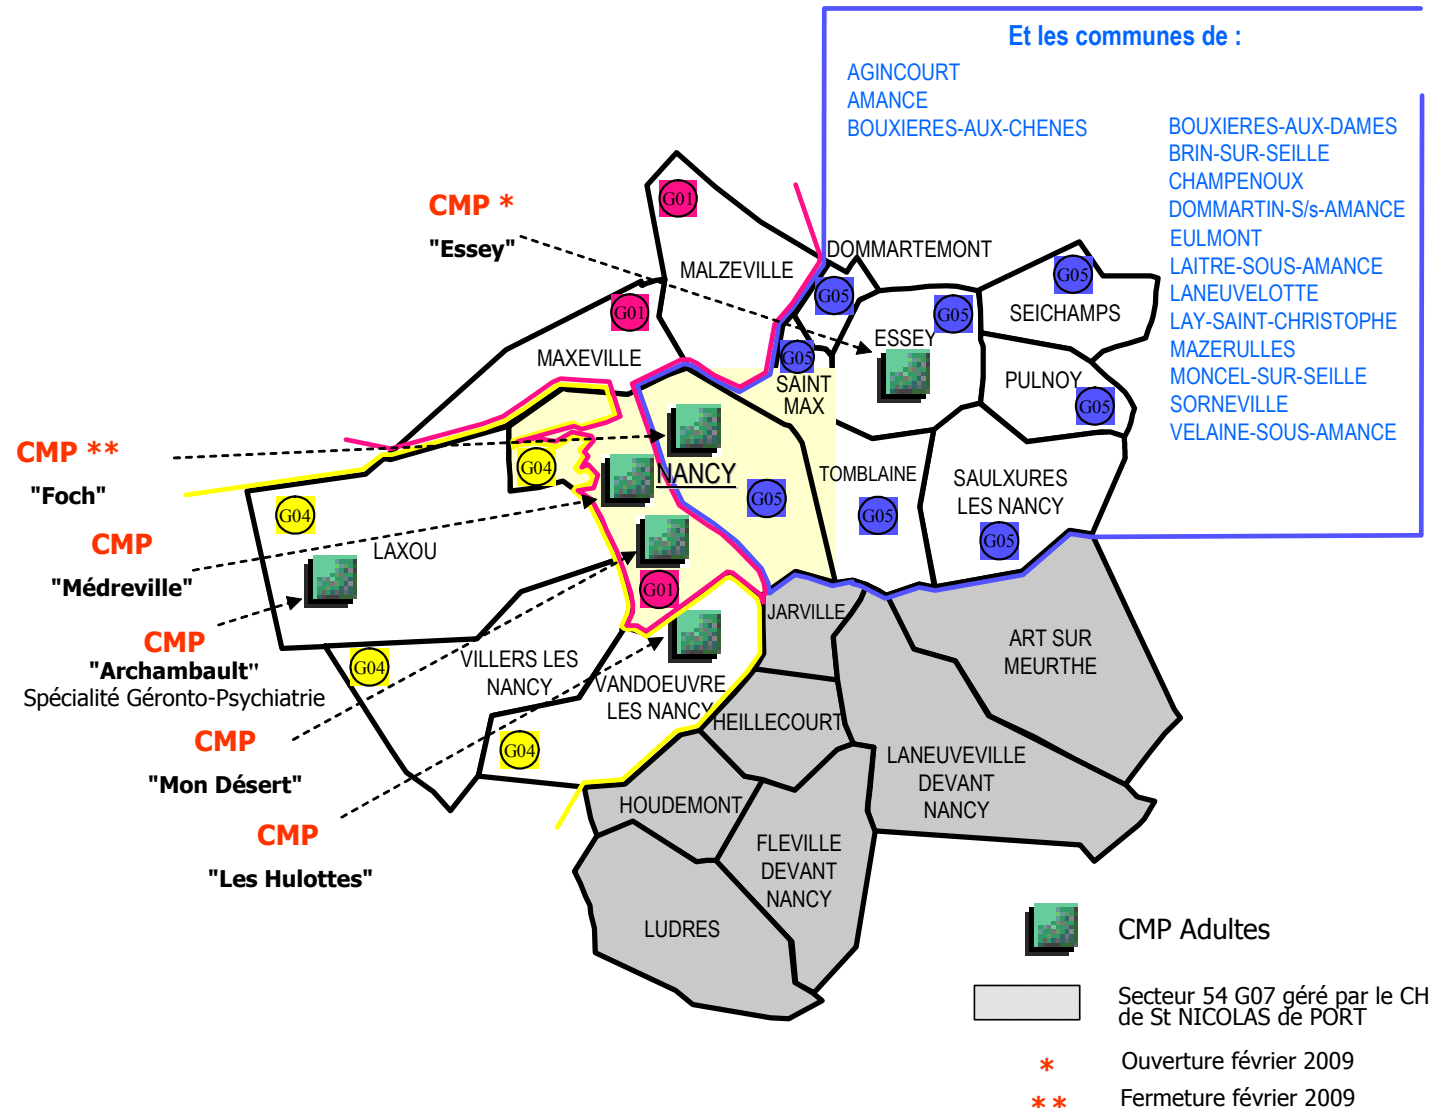 Et les communes de :
AGINCOURT
AMANCE
BOUXIERES-AUX-CHENES
BOUXIERES-AUX-DAMES
BRIN-SUR-SEILLE
CHAMPENOUX
DOMMARTIN-S/s-AMANCE
EULMONT
LAITRE-SOUS-AMANCE
LANEUVELOTTE
LAY-SAINT-CHRISTOPHE
MAZERULLES
MONCEL-SUR-SEILLE
SORNEVILLE
VELAINE-SOUS-AMANCE
CMP *
"Essey"
CMP **
"Foch"
CMP
"Médreville"
CMP
"Archambault"
Spécialité Géronto-Psychiatrie
CMP
"Mon Désert"
CMP
"Les Hulottes"
G01
MALZEVILLE
G01
MAXEVILLE
DOMMARTEMONT
G05
G05
SEICHAMPS
G05
ESSEY
G05
SAINT
MAX
PULNOY
G05
G04
NANCY
G05
TOMBLAINE
G05
SAULXURES
LES NANCY
G05
G04
LAXOU
G01
JARVILLE
ART SUR
MEURTHE
G04
VILLERS LES
NANCY
VANDOEUVRE
LES NANCY
G04
HEILLECOURT
LANEUVEVILLE
DEVANT
NANCY
HOUDEMONT
FLEVILLE
DEVANT
NANCY
LUDRES
CMP Adultes
Secteur 54 G07 géré par le CH
de St NICOLAS de PORT
* Ouverture février 2009
** Fermeture février 2009